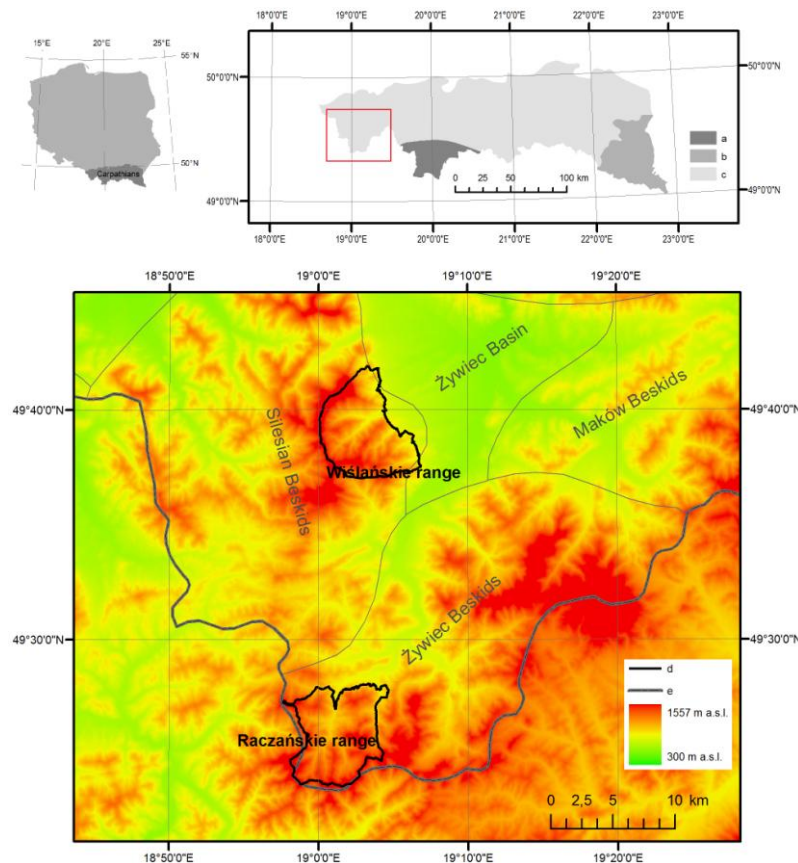 15°E 20°E 25°E
55°N
50°N
Carpathians
18°0'0"E 19°0'0"E 20°0'0"E 21°0'0"E 22°0'0"E 23°0'0"E
50°0'0"N 50°0'0"N
a
b
c
0 25 50 100 km
49°0'0"N 49°0'0"N
18°0'0"E 19°0'0"E 20°0'0"E 21°0'0"E 22°0'0"E 23°0'0"E
18°50'0"E 19°0'0"E 19°10'0"E 19°20'0"E
Żywiec Basin
49°40'0"N 49°40'0"N
Silesian Beskids
Maków Beskids
Wiślańskie range
Żywiec Beskids
49°30'0"N 49°30'0"N
d
e
1557 m a.s.l.
300 m a.s.l.
Raczańskie range
0 2,5 5 10 km
18°50'0"E 19°0'0"E 19°10'0"E 19°20'0"E